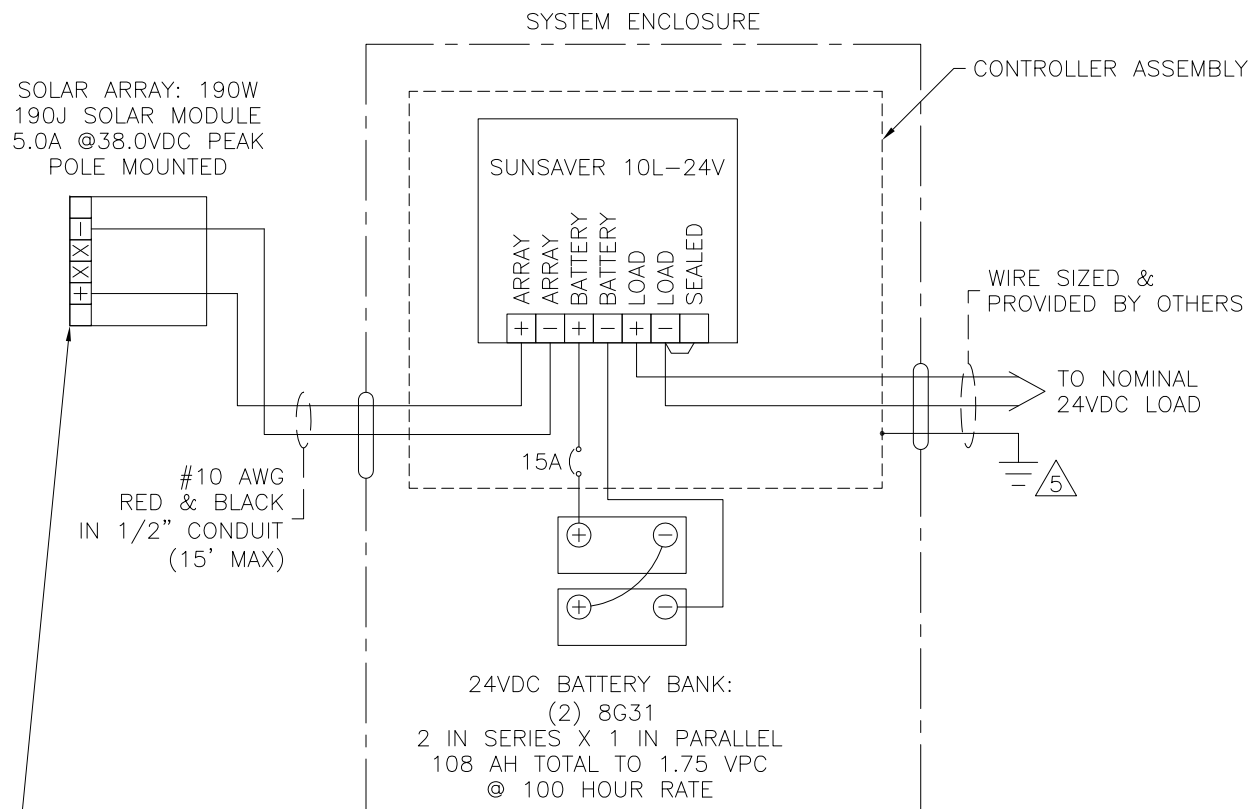 SYSTEM ENCLOSURE
CONTROLLER ASSEMBLY
SOLAR ARRAY: 190W
190J SOLAR MODULE
5.0A @38.0VDC PEAK
POLE MOUNTED
-
X
X
+
SUNSAVER 10L-24V
ARRAY
ARRAY
BATTERY
BATTERY
LOAD
LOAD
SEALED
+ - + - + -
WIRE SIZED &
PROVIDED BY OTHERS
TO NOMINAL
24VDC LOAD
5
15A
#10 AWG
RED & BLACK
IN 1/2" CONDUIT
(15' MAX)
+ -
+ -
24VDC BATTERY BANK:
(2) 8G31
2 IN SERIES X 1 IN PARALLEL
108 AH TOTAL TO 1.75 VPC
@ 100 HOUR RATE